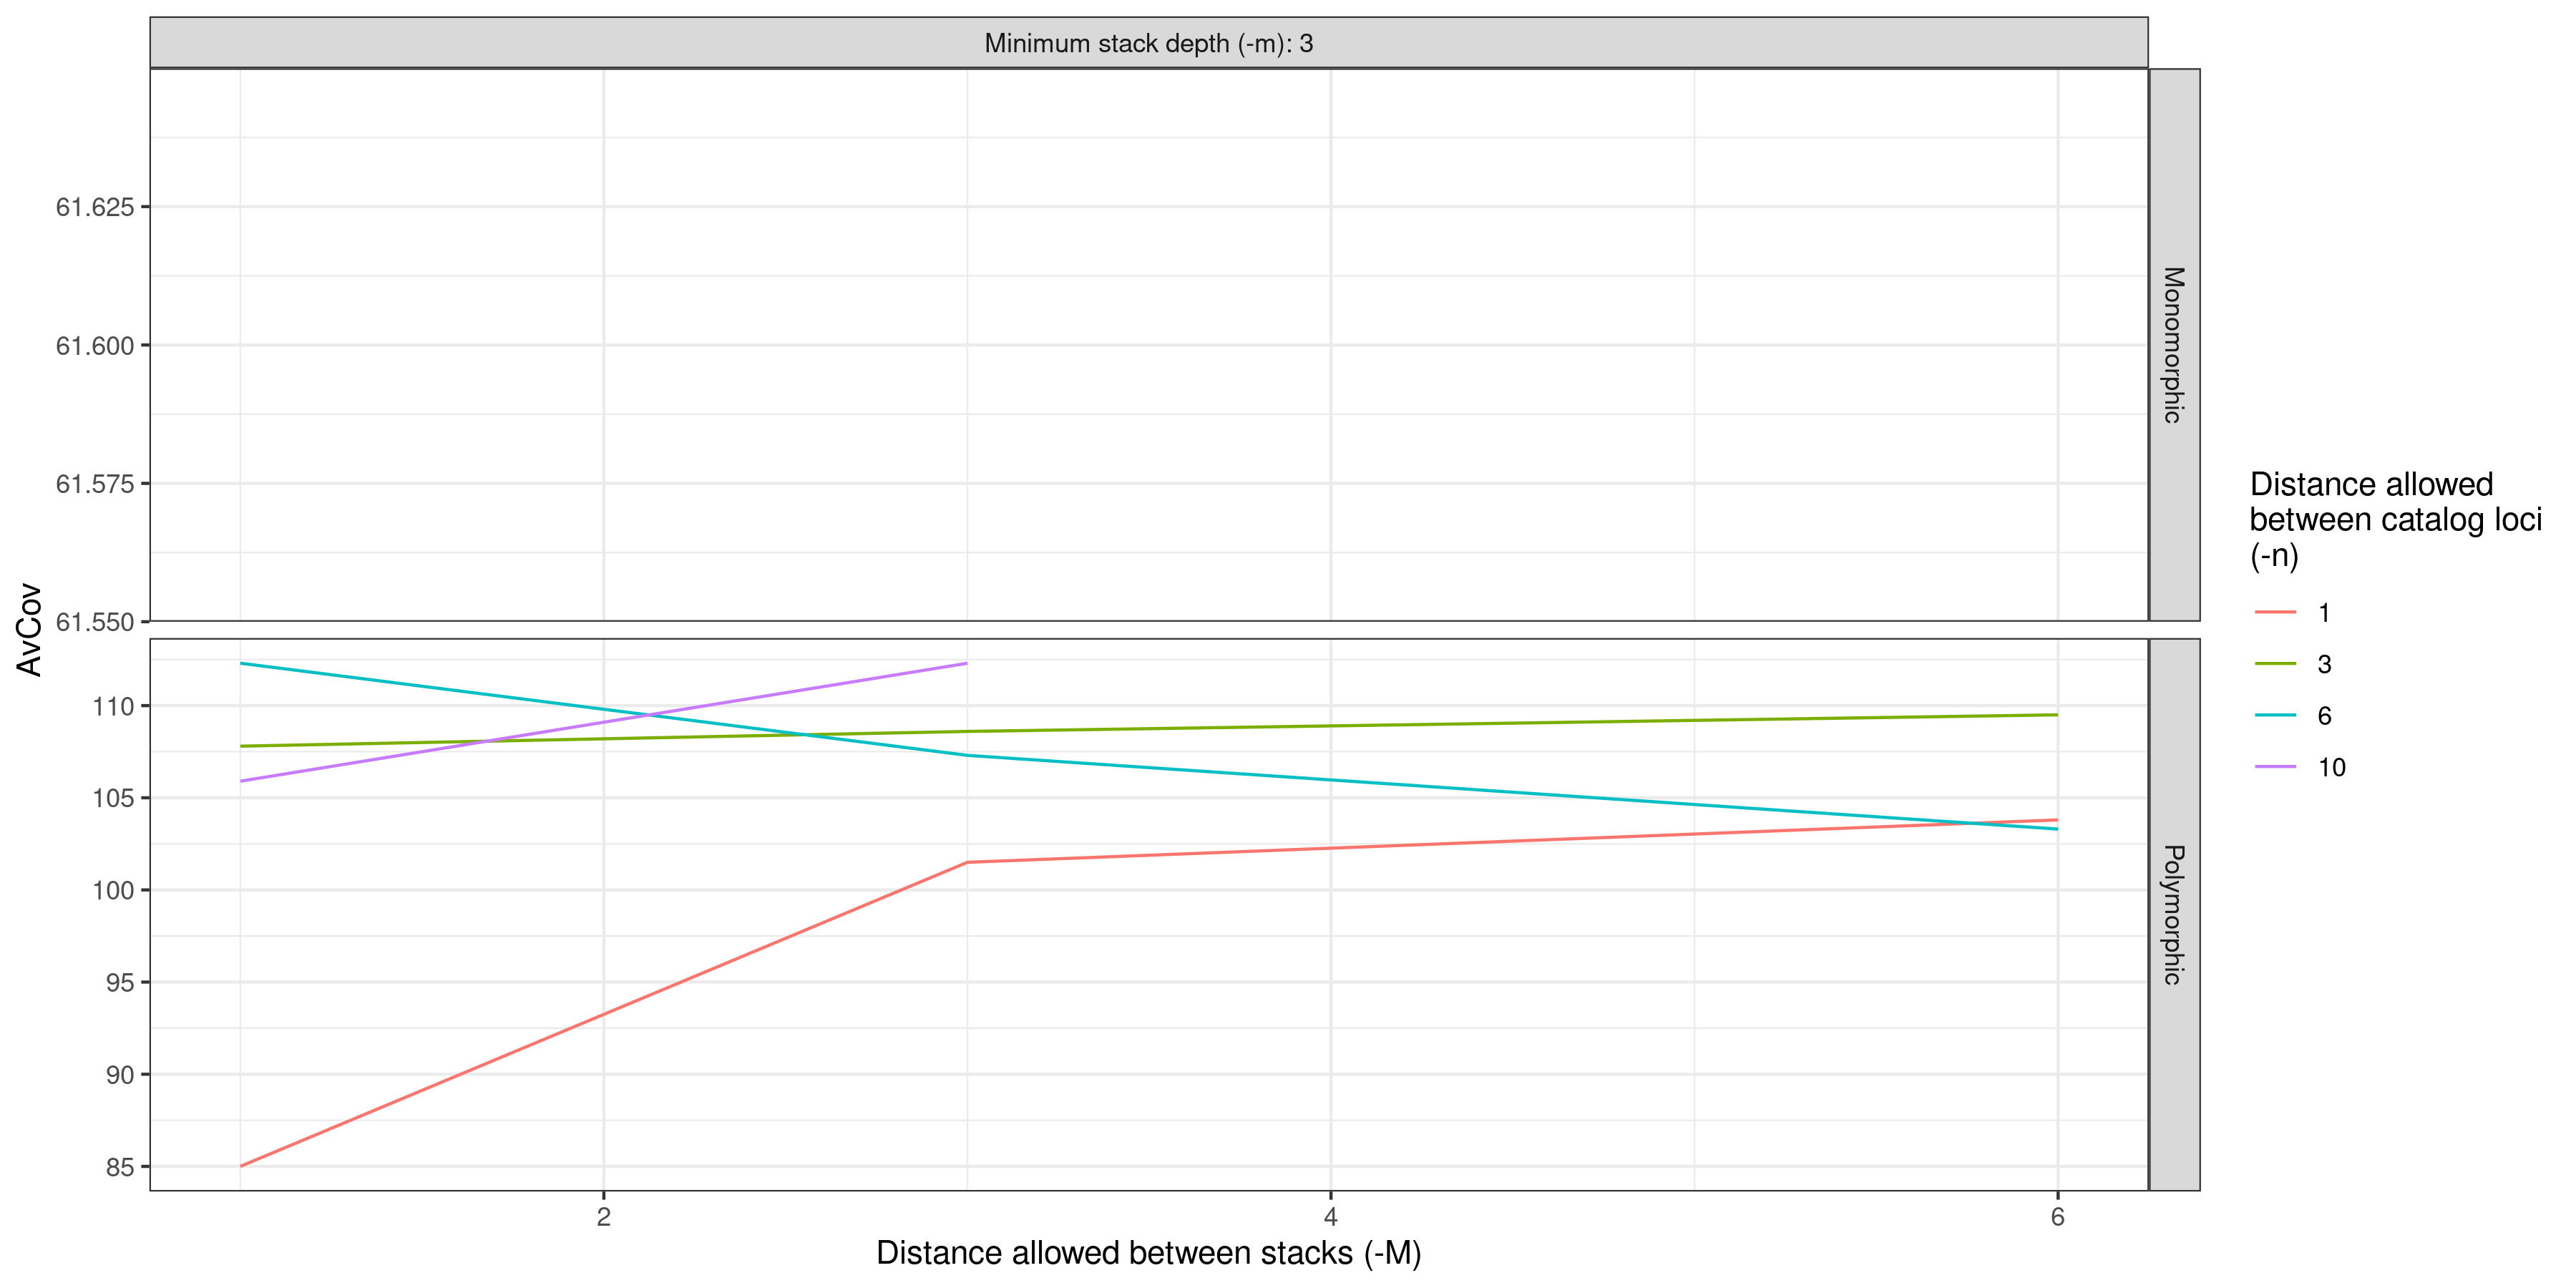 Minimum stack depth (-m): 3
61.625
61.600
61.575
61.550
Monomorphic
AvCov
110
105
100
95
90
85
Polymorphic
2
4
6
Distance allowed between stacks (-M)
Distance allowed
between catalog loci
(-n)
1
3
6
10